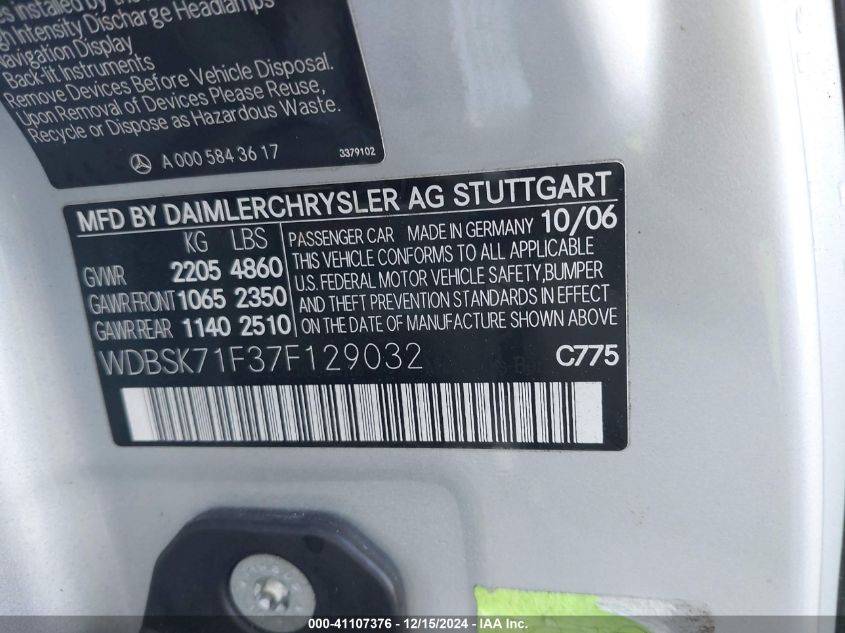 Installed by the
Intensity Discharge Headlamps
Navigation Display
Back-lit Instruments
Remove Devices Before Vehicle Disposal.
Upon Removal of Devices Please Reuse,
Recycle or Dispose as Hazardous Waste.
A 000 584 36 17 3379102
MFD BY DAIMLERCHRYSLER AG STUTTGART
KG LBS PASSENGER CAR MADE IN GERMANY 10/06
THIS VEHICLE CONFORMS TO ALL APPLICABLE
GVWR 2205 4860 U.S. FEDERAL MOTOR VEHICLE SAFETY,BUMPER
GAWR FRONT 1065 2350 AND THEFT PREVENTION STANDARDS IN EFFECT
GAWR REAR 1140 2510 ON THE DATE OF MANUFACTURE SHOWN ABOVE
WDBSK71F37F129032 C775
000-41107376 • 12/15/2024 - IAA Inc.